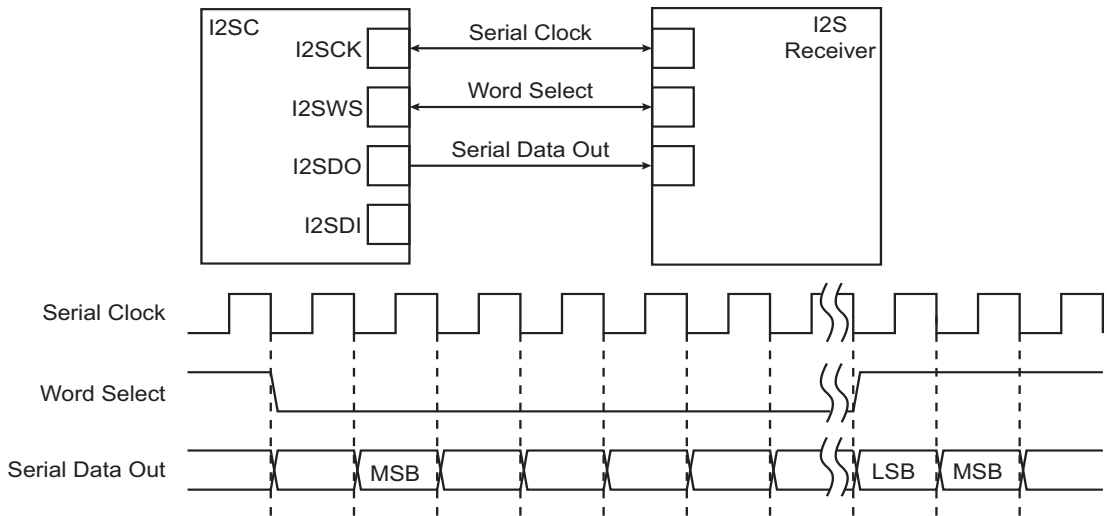 I2SC
I2S
Receiver
I2SCK
Serial Clock
I2SWS
Word Select
I2SDO
Serial Data Out
I2SDI
Serial Clock
Word Select
Serial Data Out
MSB
LSB
MSB